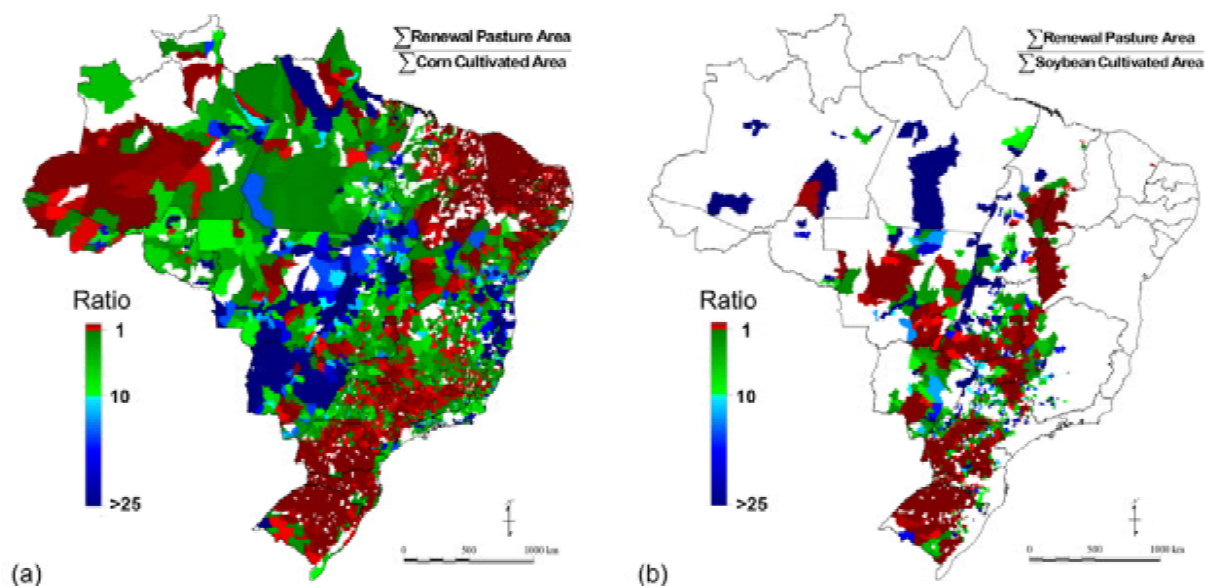 ∑Renewal Pasture Area
∑Corn Cultivated Area
Ratio
1
10
>25
0 500 1000 km
(a)
∑Renewal Pasture Area
∑Soybean Cultivated Area
Ratio
1
10
>25
0 500 1000 km
(b)